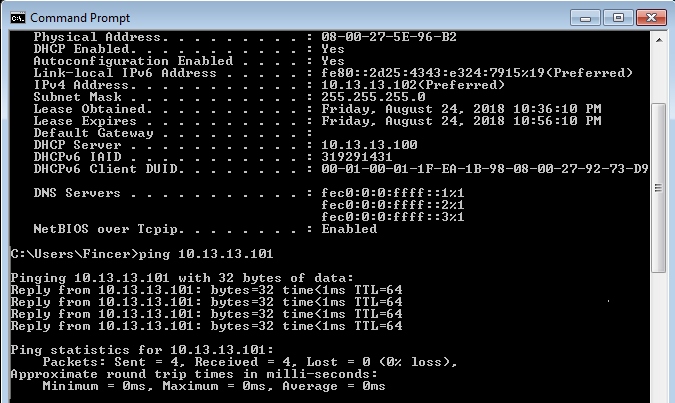 Command Prompt
Physical Address. . . . . . . . . : 08-00-27-5E-96-B2
DHCP Enabled. . . . . . . . . . . : Yes
Autoconfiguration Enabled . . . . : Yes
Link-local IPv6 Address . . . . . : fe80::2d25:4343:e324:7915%19(Preferred)
IPv4 Address. . . . . . . . . . . : 10.13.13.102(Preferred)
Subnet Mask . . . . . . . . . . . : 255.255.255.0
Lease Obtained. . . . . . . . . . : Friday, August 24, 2018 10:36:10 PM
Lease Expires . . . . . . . . . . : Friday, August 24, 2018 10:56:10 PM
Default Gateway . . . . . . . . . :
DHCP Server . . . . . . . . . . . : 10.13.13.100
DHCPv6 IAID . . . . . . . . . . . : 319291431
DHCPv6 Client DUID. . . . . . . . : 00-01-00-01-1F-EA-1B-98-08-00-27-92-73-D9
DNS Servers . . . . . . . . . . . : fec0:0:0:ffff::1%1
fec0:0:0:ffff::2%1
fec0:0:0:ffff::3%1
NetBIOS over Tcpip. . . . . . . . : Enabled
C:\Users\Fincer>ping 10.13.13.101
Pinging 10.13.13.101 with 32 bytes of data:
Reply from 10.13.13.101: bytes=32 time<1ms TTL=64
Reply from 10.13.13.101: bytes=32 time<1ms TTL=64
Reply from 10.13.13.101: bytes=32 time<1ms TTL=64
Reply from 10.13.13.101: bytes=32 time<1ms TTL=64
Ping statistics for 10.13.13.101:
Packets: Sent = 4, Received = 4, Lost = 0 (0% loss),
Approximate round trip times in milli-seconds:
Minimum = 0ms, Maximum = 0ms, Average = 0ms